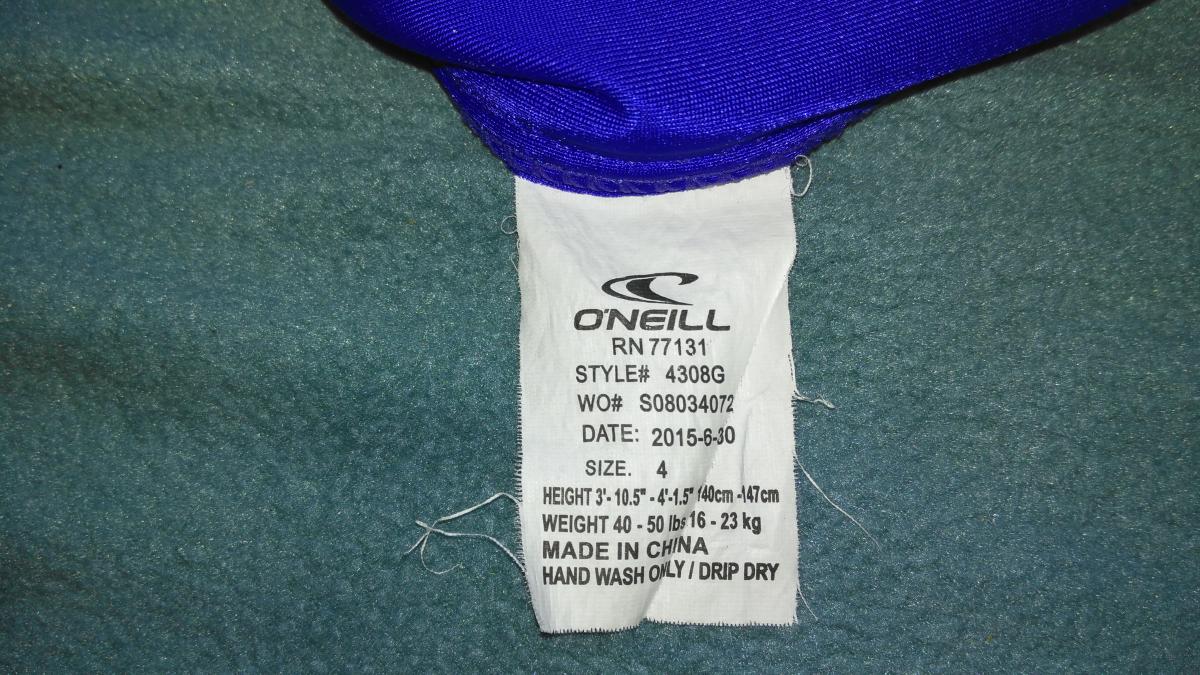 O'NEILL
RN 77131
STYLE# 4308G
WO# S08034072
DATE: 2015-6-30
SIZE. 4
HEIGHT 3'- 10.5" - 4'-1.5" 140cm -147cm
WEIGHT 40 - 50 lbs 16 - 23 kg
MADE IN CHINA
HAND WASH ONLY / DRIP DRY